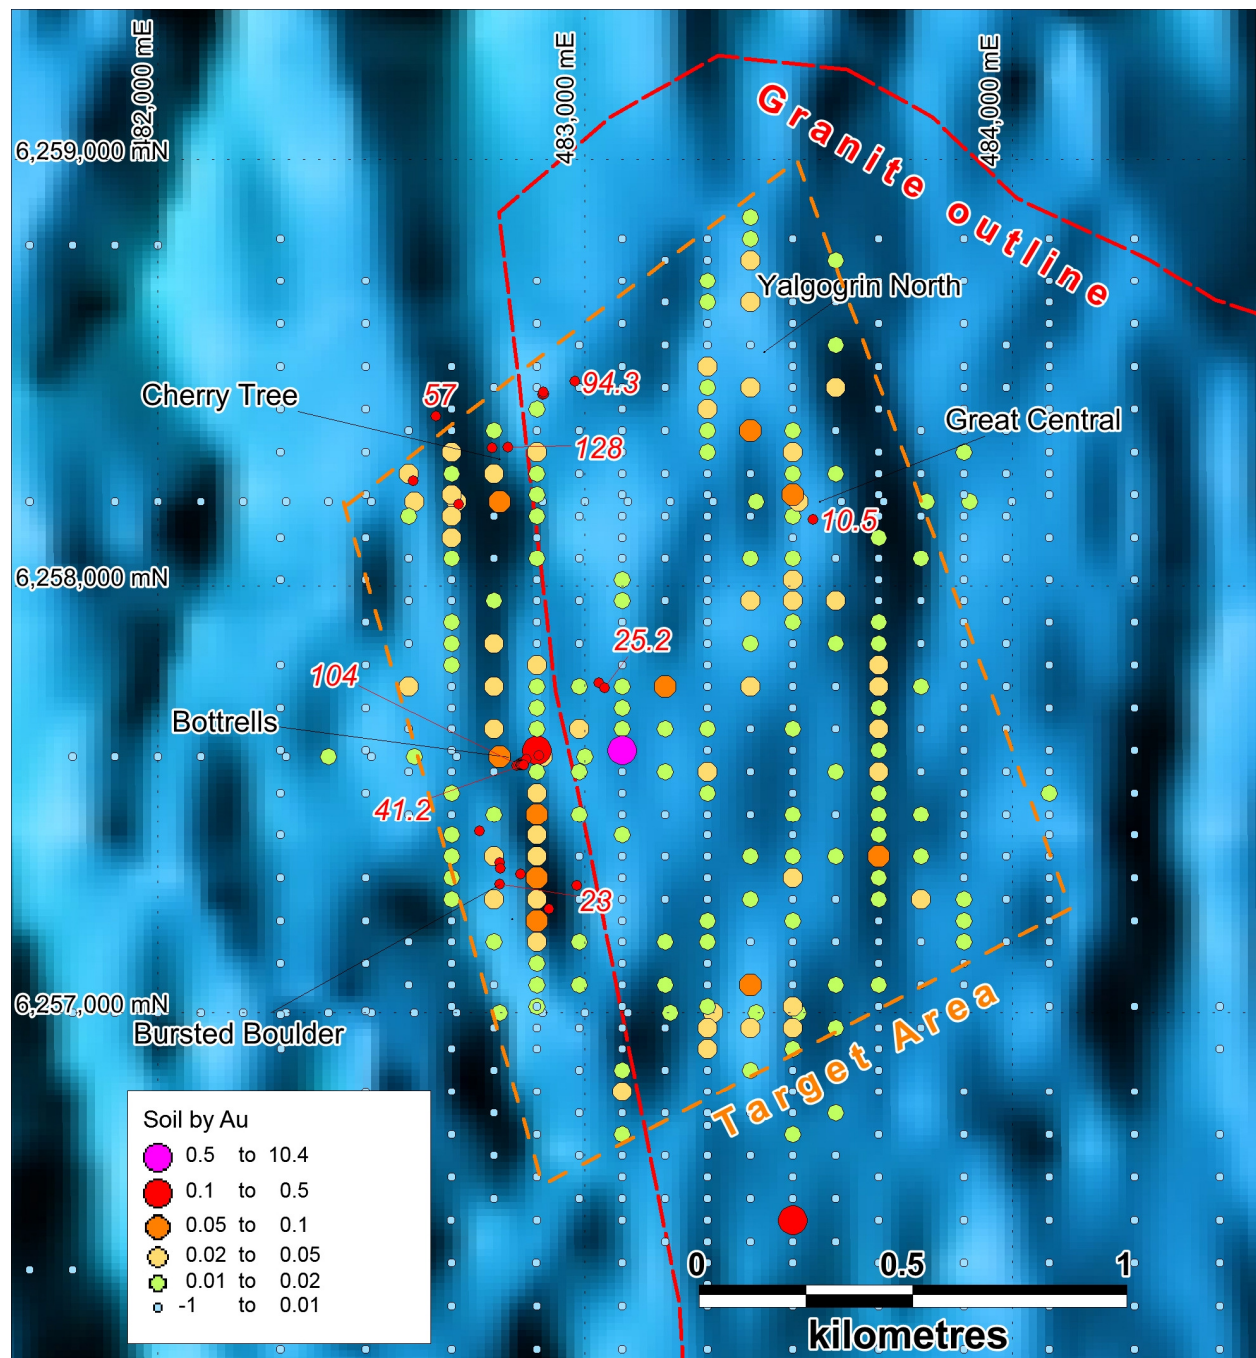 482,000 mE
483,000 mE
484,000 mE
6,259,000 mN
Granite outline
Yalgogrin North
Cherry Tree
57
94.3
Great Central
128
10.5
6,258,000 mN
25.2
104
Bottrells
41.2
23
6,257,000 mN
Bursted Boulder
Target Area
Soil by Au
0.5 to 10.4
0.1 to 0.5
0.05 to 0.1
0.02 to 0.05
0.01 to 0.02
-1 to 0.01
0 0.5 1
kilometres